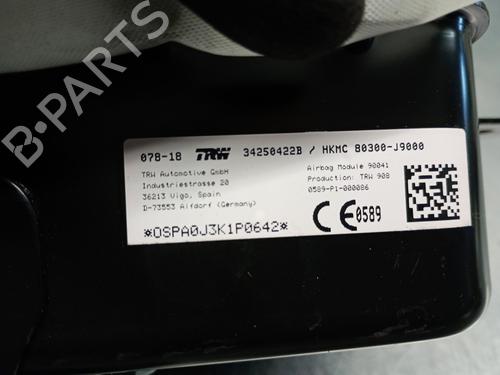 B-PARTS
078-18 TRW 34250422B / HKMC 80300-J9000
TRW Automotive GmbH
Industriestrasse 20
36213 Vigo, Spain
D-73553 Alfdorf (Germany)
Airbag Module 90041
Production: TRW 908
0589-P1-000086
CE 0589
*OSPA0J3K1P0642*